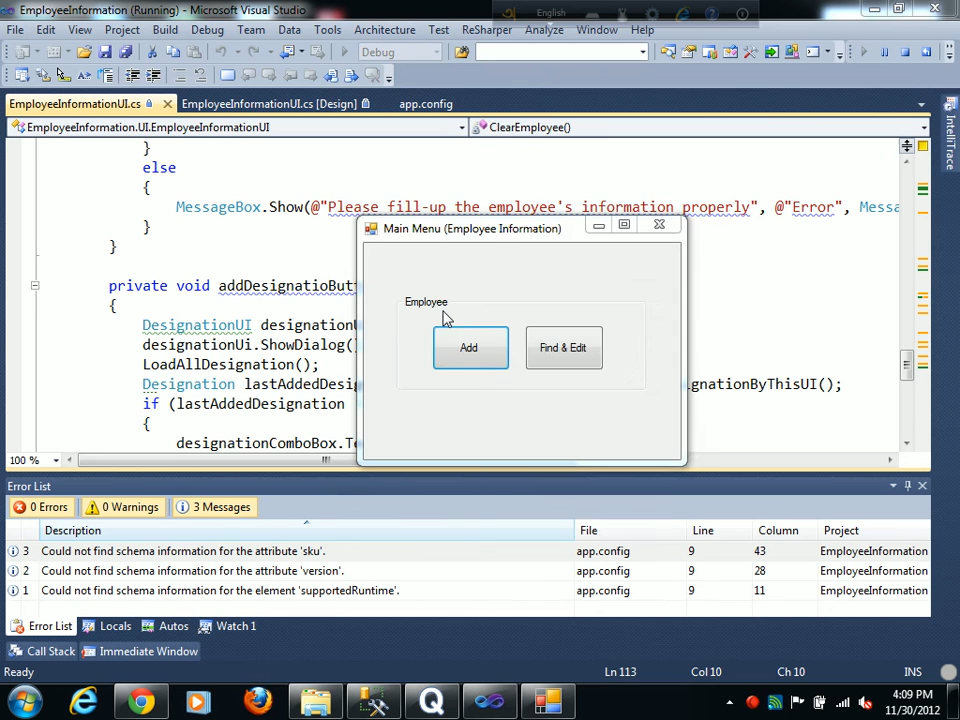 EmployeeInformation (Running) - Microsoft Visual Studio
English
File Edit View Project Build Debug Team Data Tools Architecture Test ReSharper Analyze Window Help
Debug
EmployeeInformationUI.cs EmployeeInformationUI.cs [Design] app.config
EmployeeInformation.UI.EmployeeInformationUI ClearEmployee()
}
else
{
MessageBox.Show(@"Please fill-up the employee's information properly", @"Error", Messa
}
}
private void addDesignatioButt
{
DesignationUI designationU
designationUi.ShowDialog()
LoadAllDesignation();
Designation lastAddedDesig gnationByThisUI();
if (lastAddedDesignation
{
designationComboBox.Te
Main Menu (Employee Information)
Employee
Add Find & Edit
100 %
Error List
0 Errors 0 Warnings 3 Messages
Description File Line Column Project
3 Could not find schema information for the attribute 'sku'. app.config 9 43 EmployeeInformation
2 Could not find schema information for the attribute 'version'. app.config 9 28 EmployeeInformation
1 Could not find schema information for the element 'supportedRuntime'. app.config 9 11 EmployeeInformation
Error List Locals Autos Watch 1
Call Stack Immediate Window
Ready Ln 113 Col 10 Ch 10 INS
4:09 PM
11/30/2012
IntelliTrace